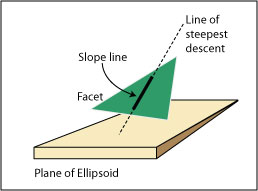 Line of
steepest
descent
Slope line
Facet
Plane of Ellipsoid